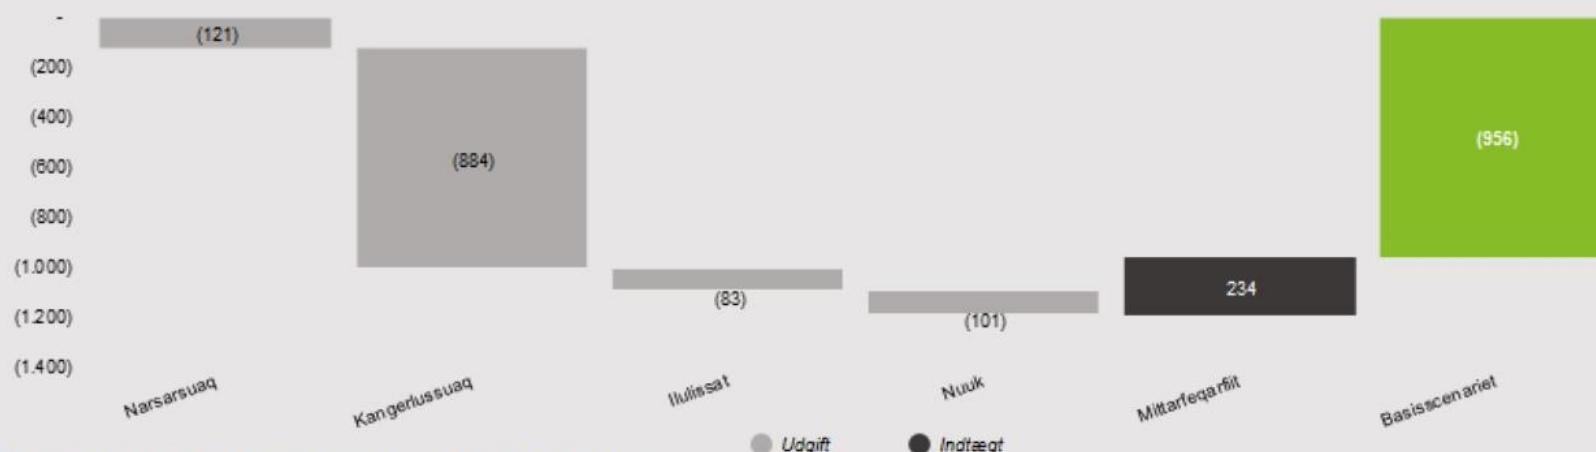 -
(200)
(400)
(600)
(800)
(1.000)
(1.200)
(1.400)
(121)
(884)
(83)
(101)
234
(956)
Narsarsuaq
Kangerlussuaq
Ilulissat
Nuuk
Mittarfeqarfiit
Basisscenariet
Udgift
Indtægt